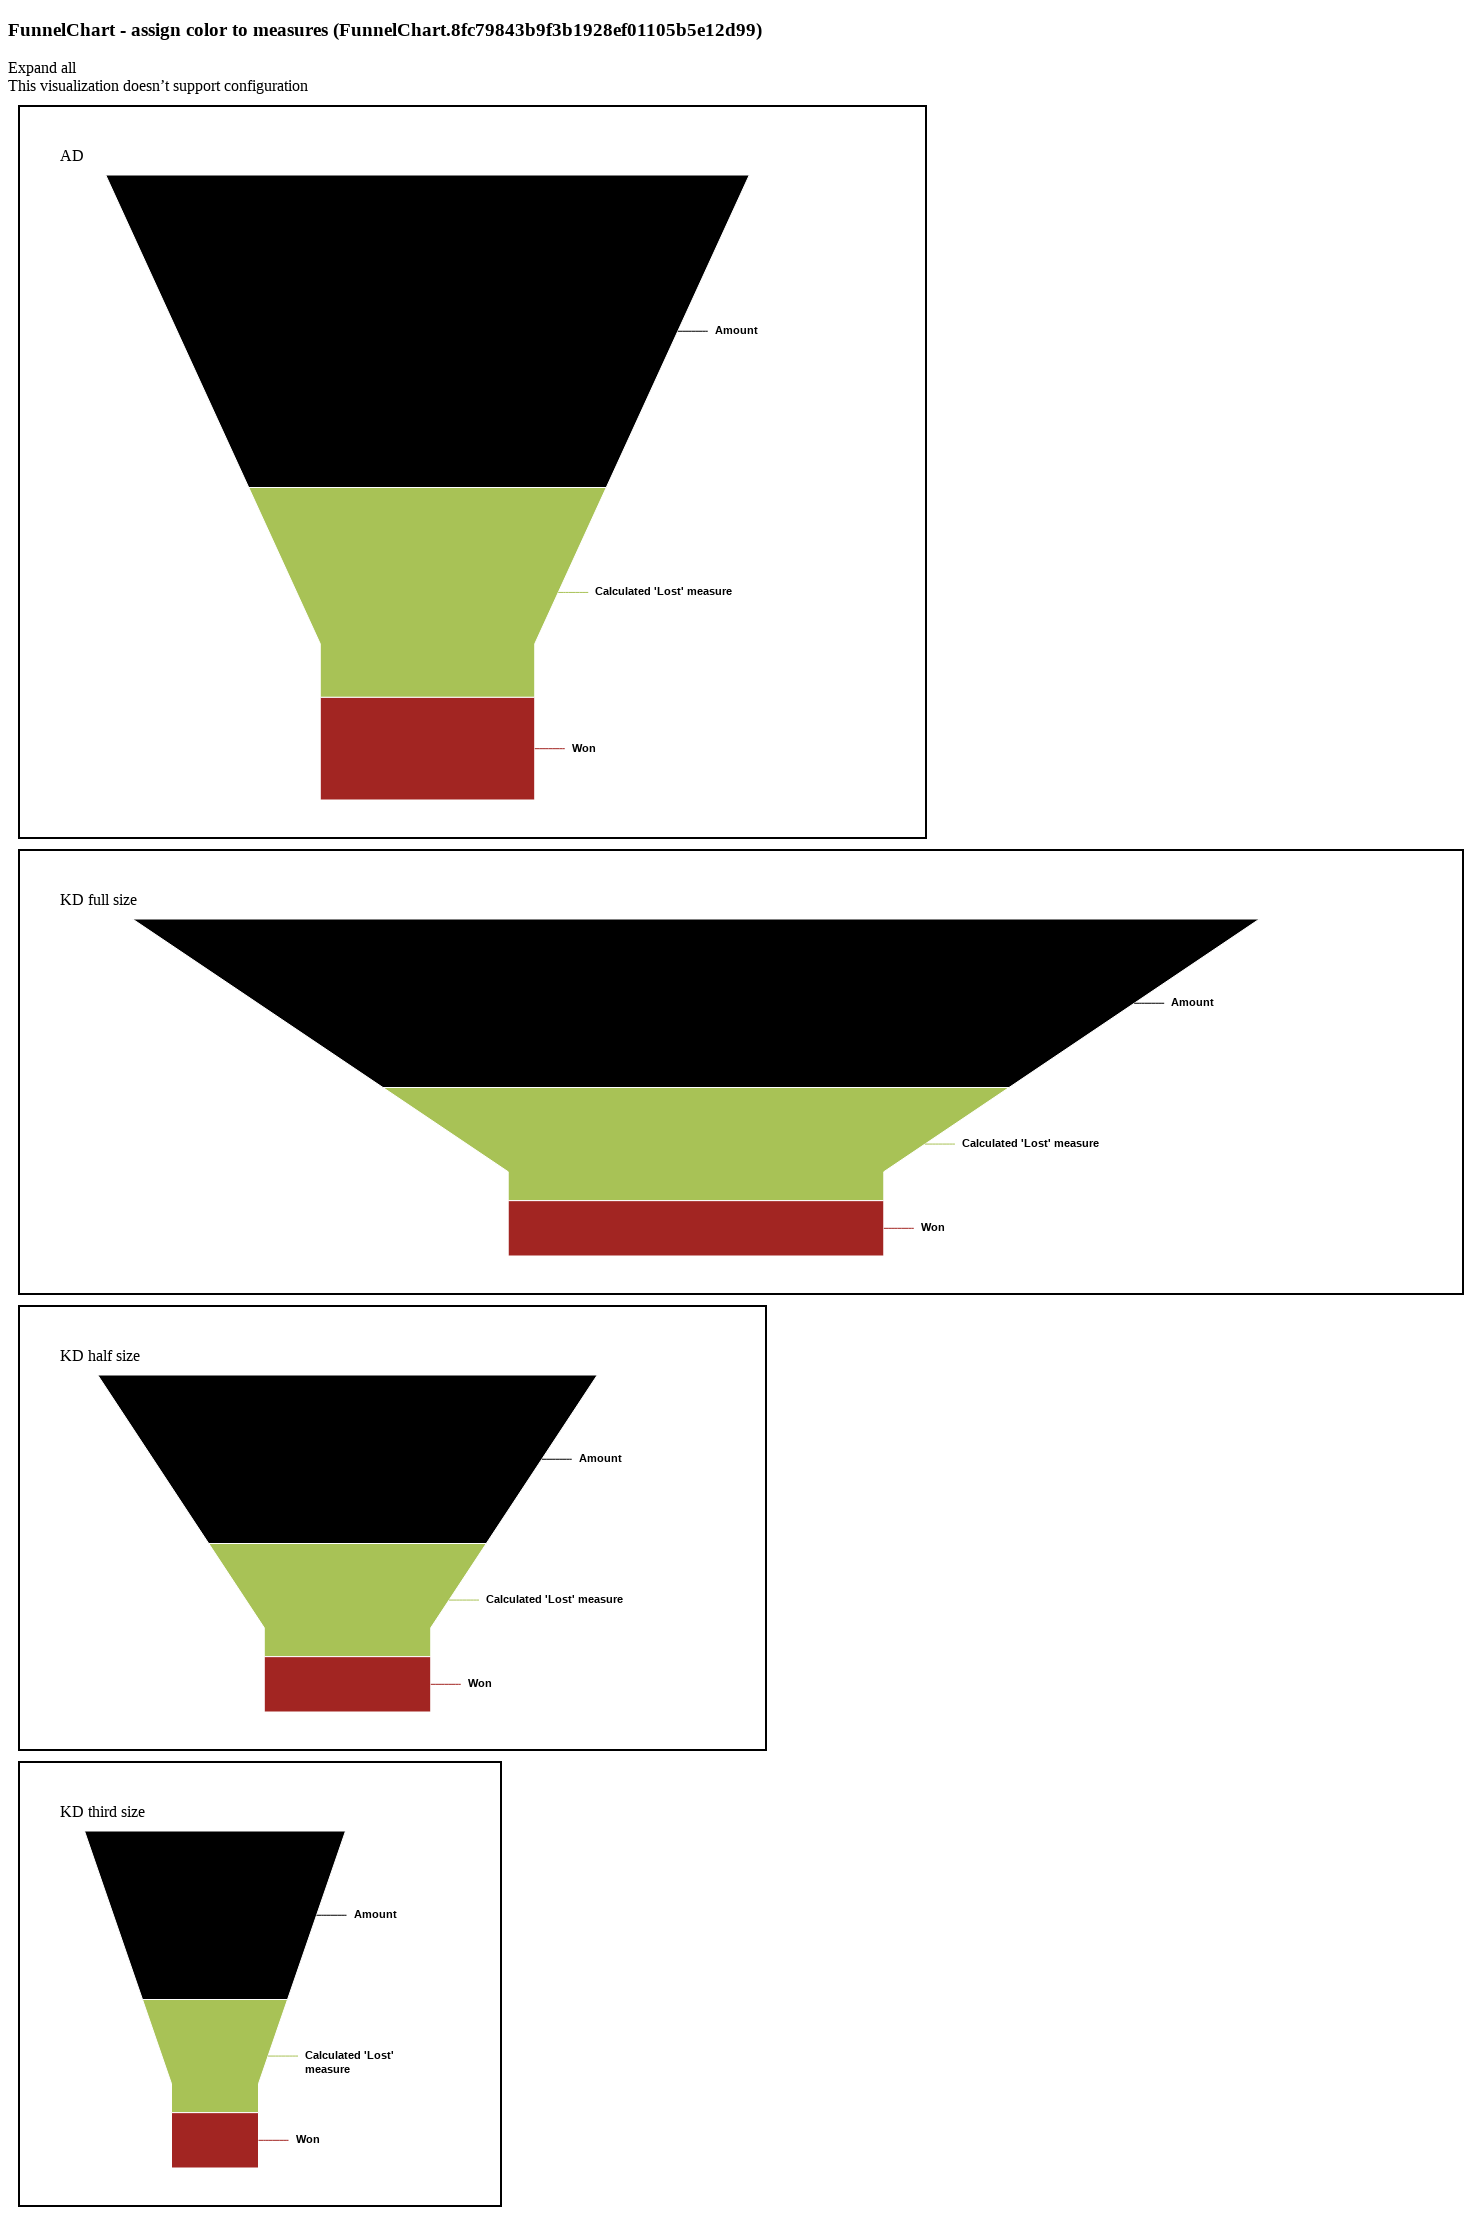 FunnelChart - assign color to measures (FunnelChart.8fc79843b9f3b1928ef01105b5e12d99)
Expand all
This visualization doesn’t support configuration
AD
Amount
Calculated 'Lost' measure
Won
KD full size
Amount
Calculated 'Lost' measure
Won
KD half size
Amount
Calculated 'Lost' measure
Won
KD third size
Amount
Calculated 'Lost'
measure
Won